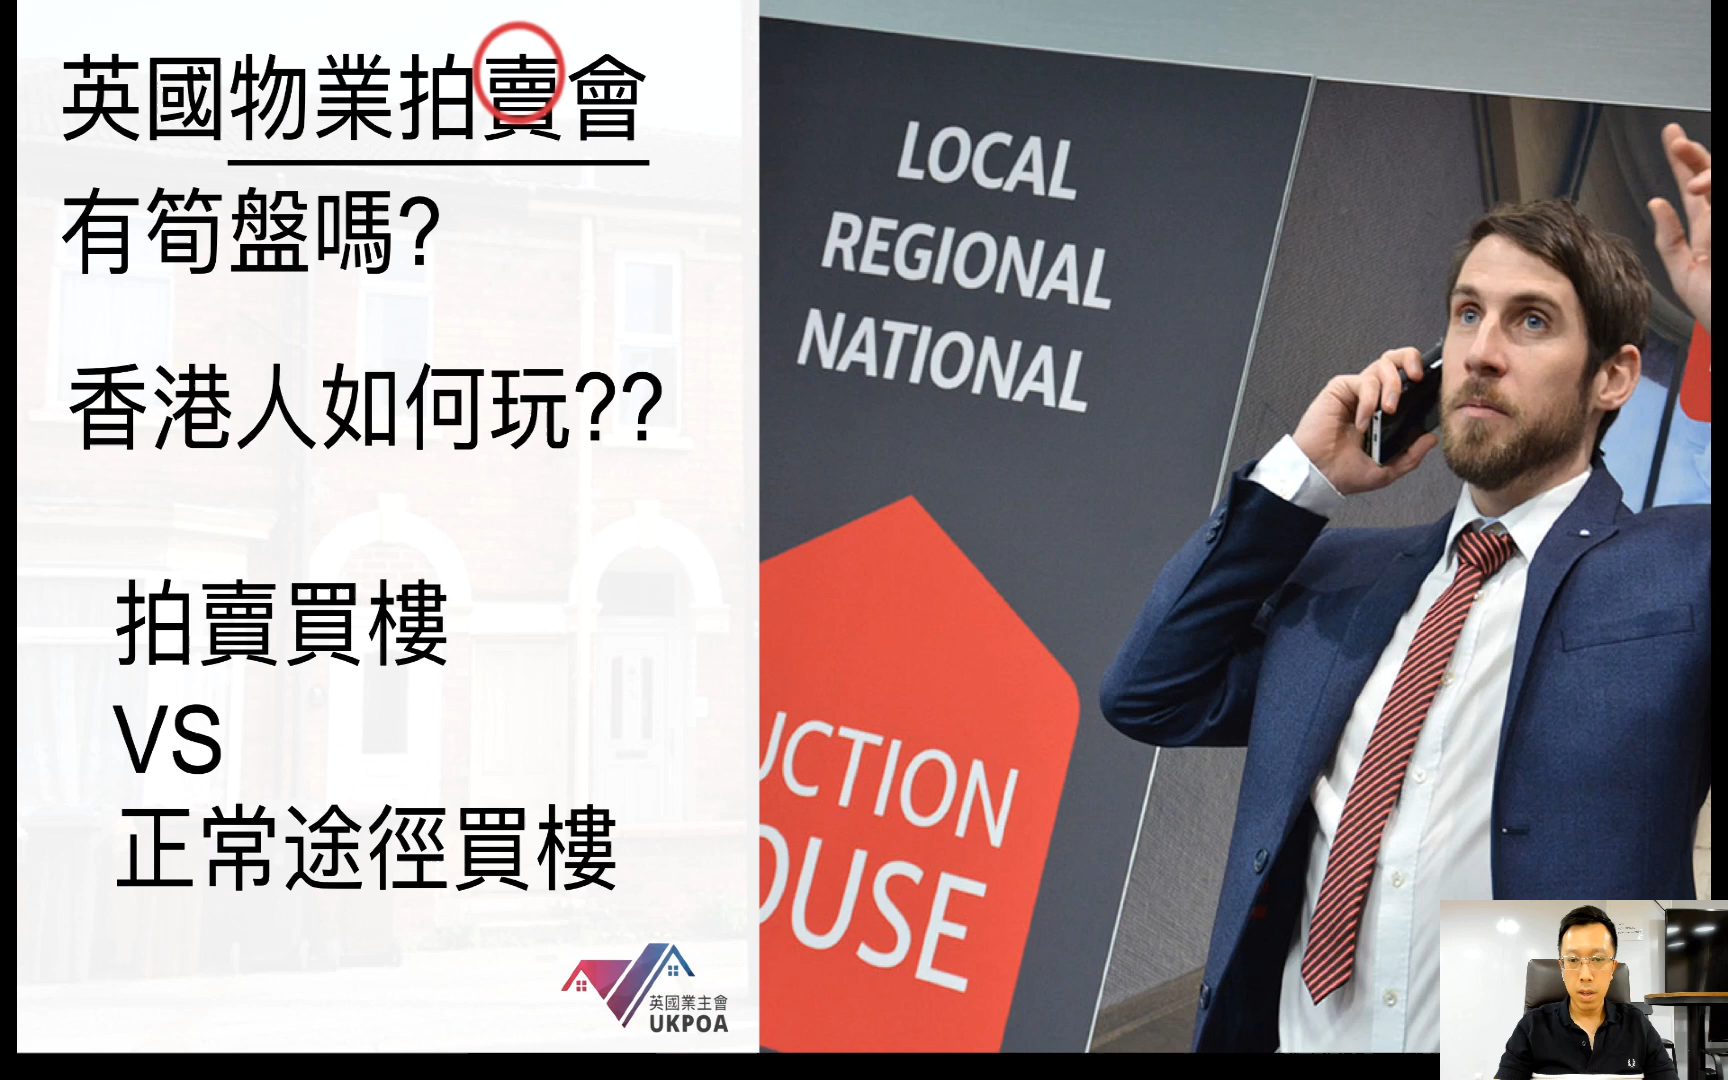 英國物業拍賣會
有筍盤嗎?
香港人如何玩??
拍賣買樓
VS
正常途徑買樓
英國業主會
UKPOA
LOCAL
REGIONAL
NATIONAL
UCTION
OUSE